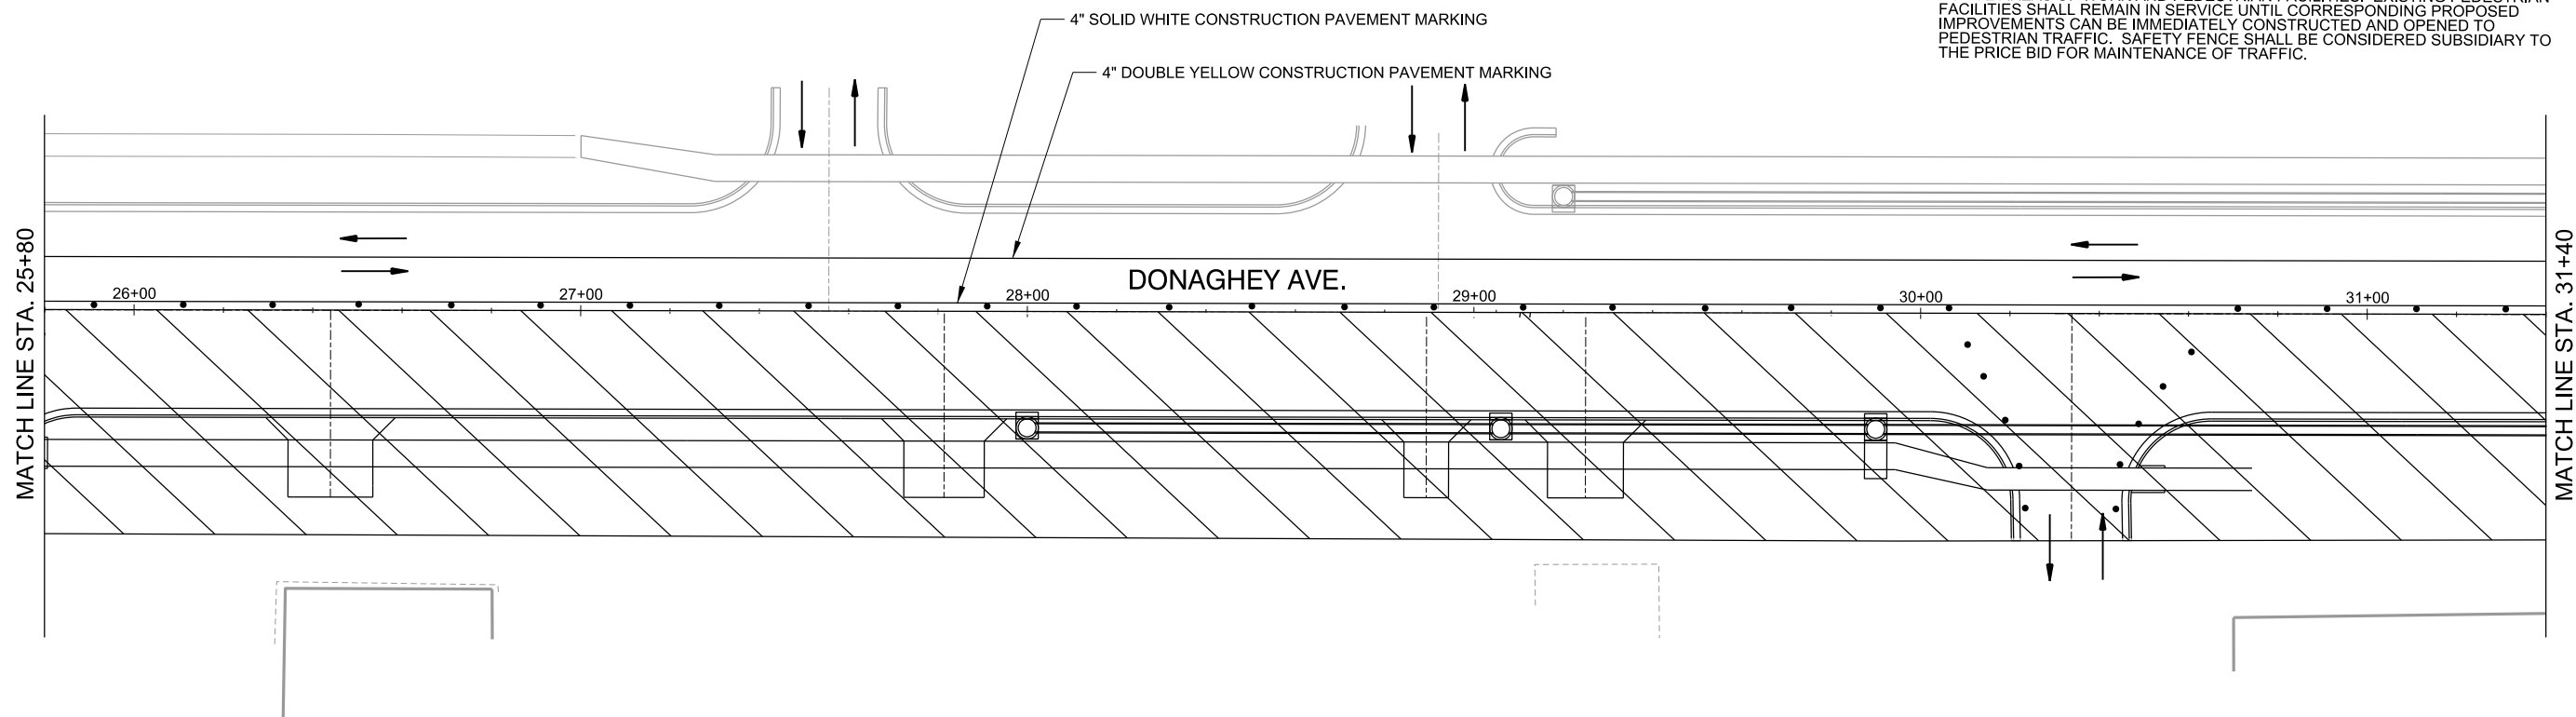 FACILITIES SHALL REMAIN IN SERVICE UNTIL CORRESPONDING PROPOSED
IMPROVEMENTS CAN BE IMMEDIATELY CONSTRUCTED AND OPENED TO
PEDESTRIAN TRAFFIC. SAFETY FENCE SHALL BE CONSIDERED SUBSIDIARY TO
THE PRICE BID FOR MAINTENANCE OF TRAFFIC.
4" SOLID WHITE CONSTRUCTION PAVEMENT MARKING
4" DOUBLE YELLOW CONSTRUCTION PAVEMENT MARKING
MATCH LINE STA. 25+80
DONAGHEY AVE.
26+00
27+00
28+00
29+00
30+00
31+00
MATCH LINE STA. 31+40